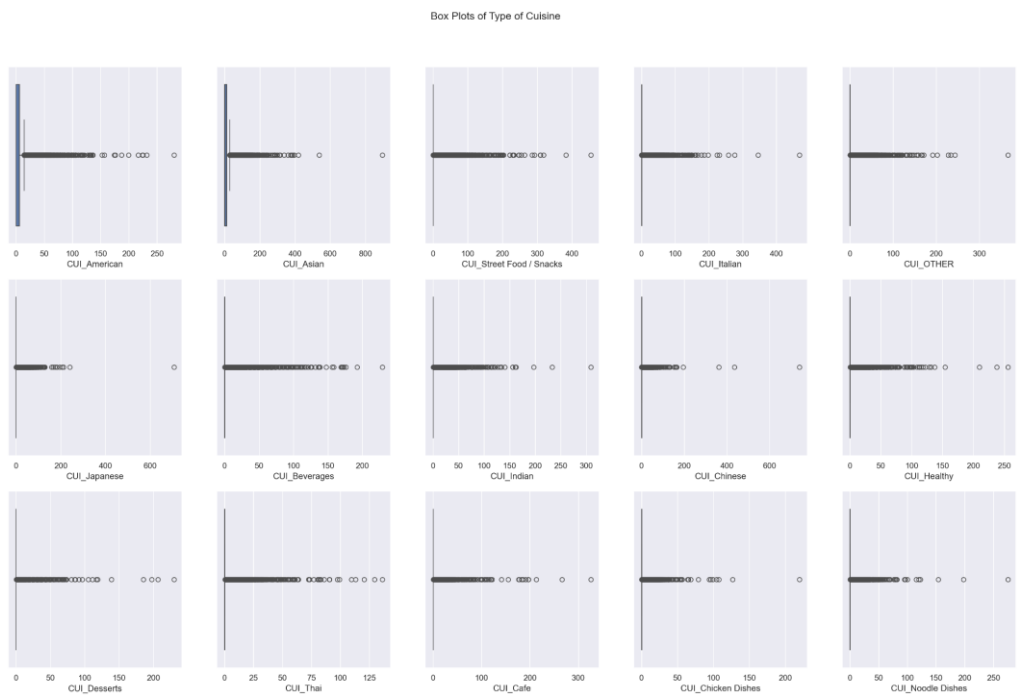 Box Plots of Type of Cuisine
0 50 100 150 200 250
CUI_American
0 200 400 600 800
CUI_Asian
0 100 200 300 400
CUI_Street Food / Snacks
0 100 200 300 400
CUI_Italian
0 100 200 300
CUI_OTHER
0 200 400 600
CUI_Japanese
0 50 100 150 200
CUI_Beverages
0 50 100 150 200 250 300
CUI_Indian
0 200 400 600
CUI_Chinese
0 50 100 150 200 250
CUI_Healthy
0 50 100 150 200
CUI_Desserts
0 25 50 75 100 125
CUI_Thai
0 100 200 300
CUI_Cafe
0 50 100 150 200
CUI_Chicken Dishes
0 50 100 150 200 250
CUI_Noodle Dishes